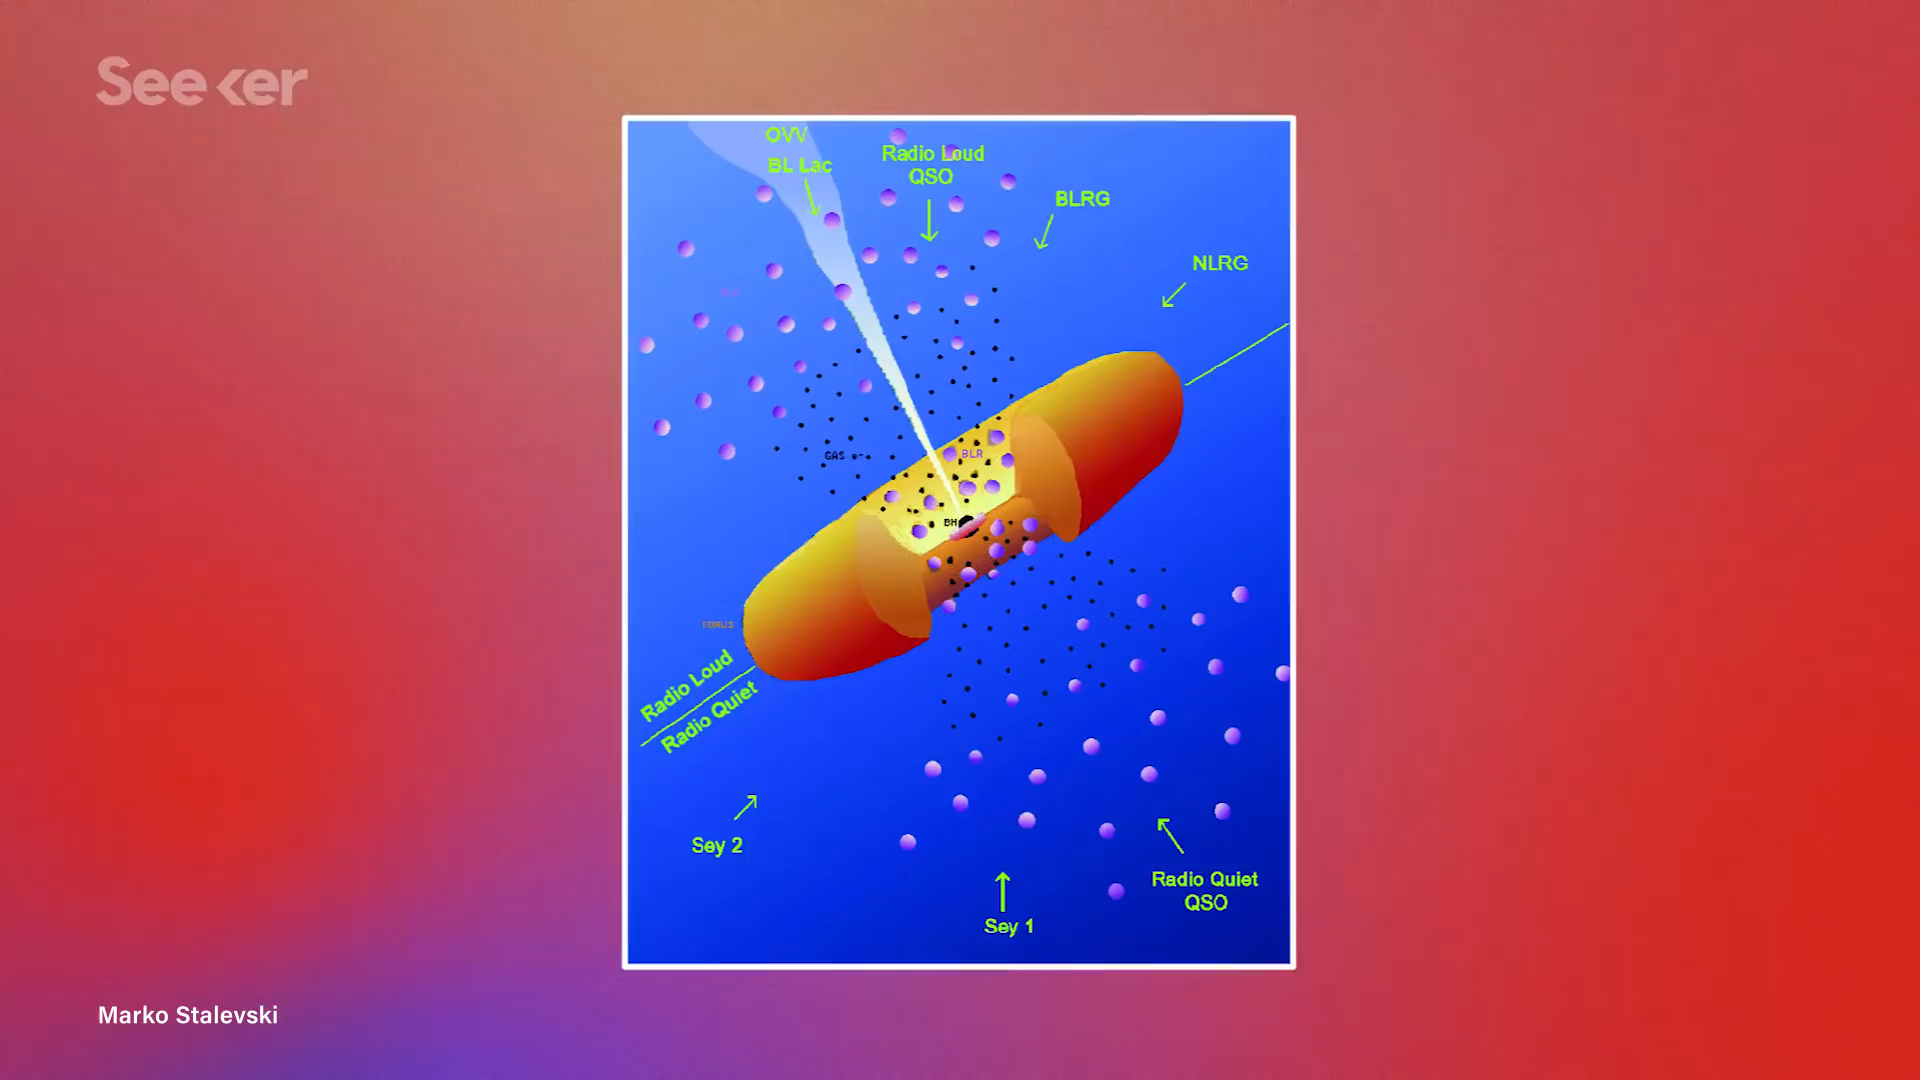 Seeker
OVV
BL Lac
Radio Loud
QSO
BLRG
NLRG
GAS e-
BLR
BH
TORUS
Radio Loud
Radio Quiet
Sey 2
Radio Quiet
QSO
Sey 1
Marko Stalevski